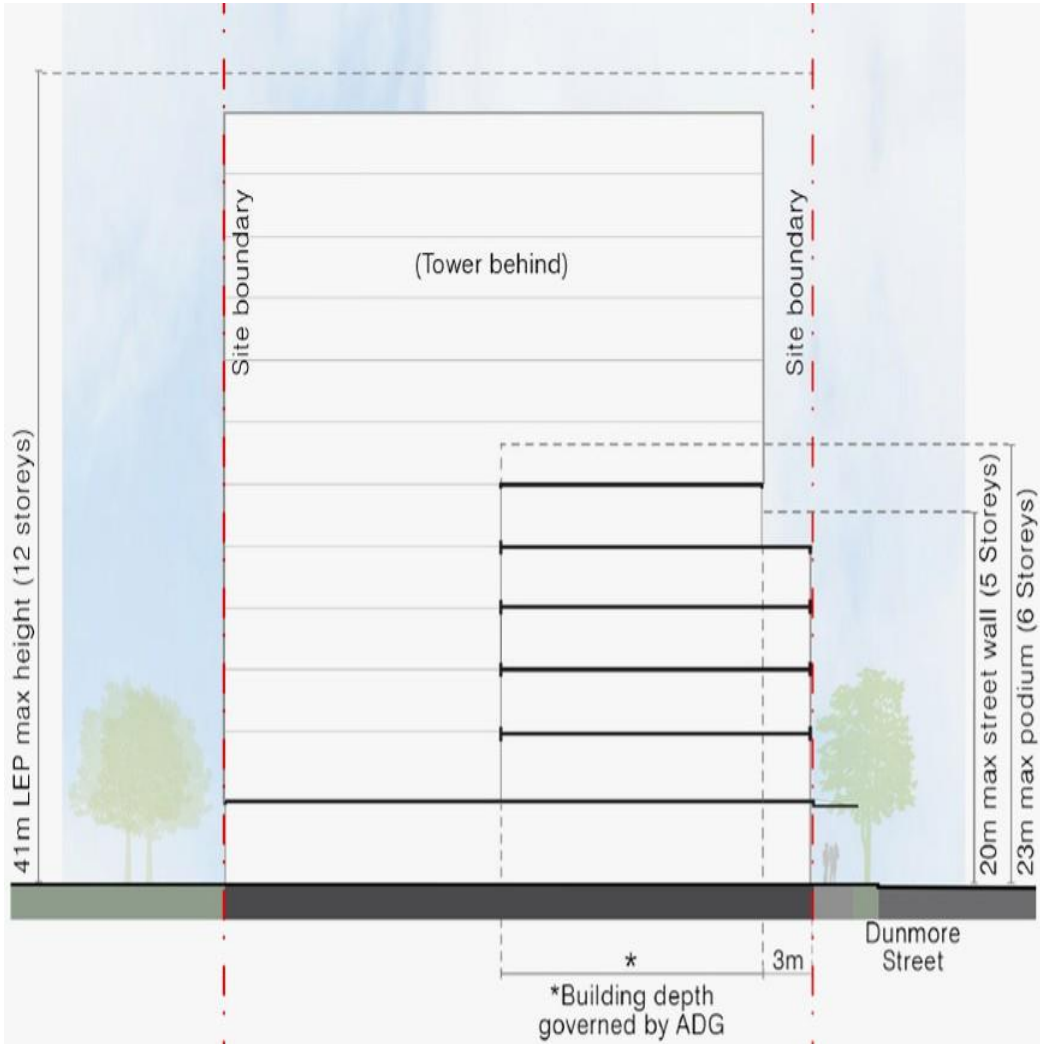 41m LEP max height (12 storeys)
Site boundary
(Tower behind)
Site boundary
20m max street wall (5 Storeys)
23m max podium (6 Storeys)
Dunmore
Street
*
3m
*Building depth
governed by ADG